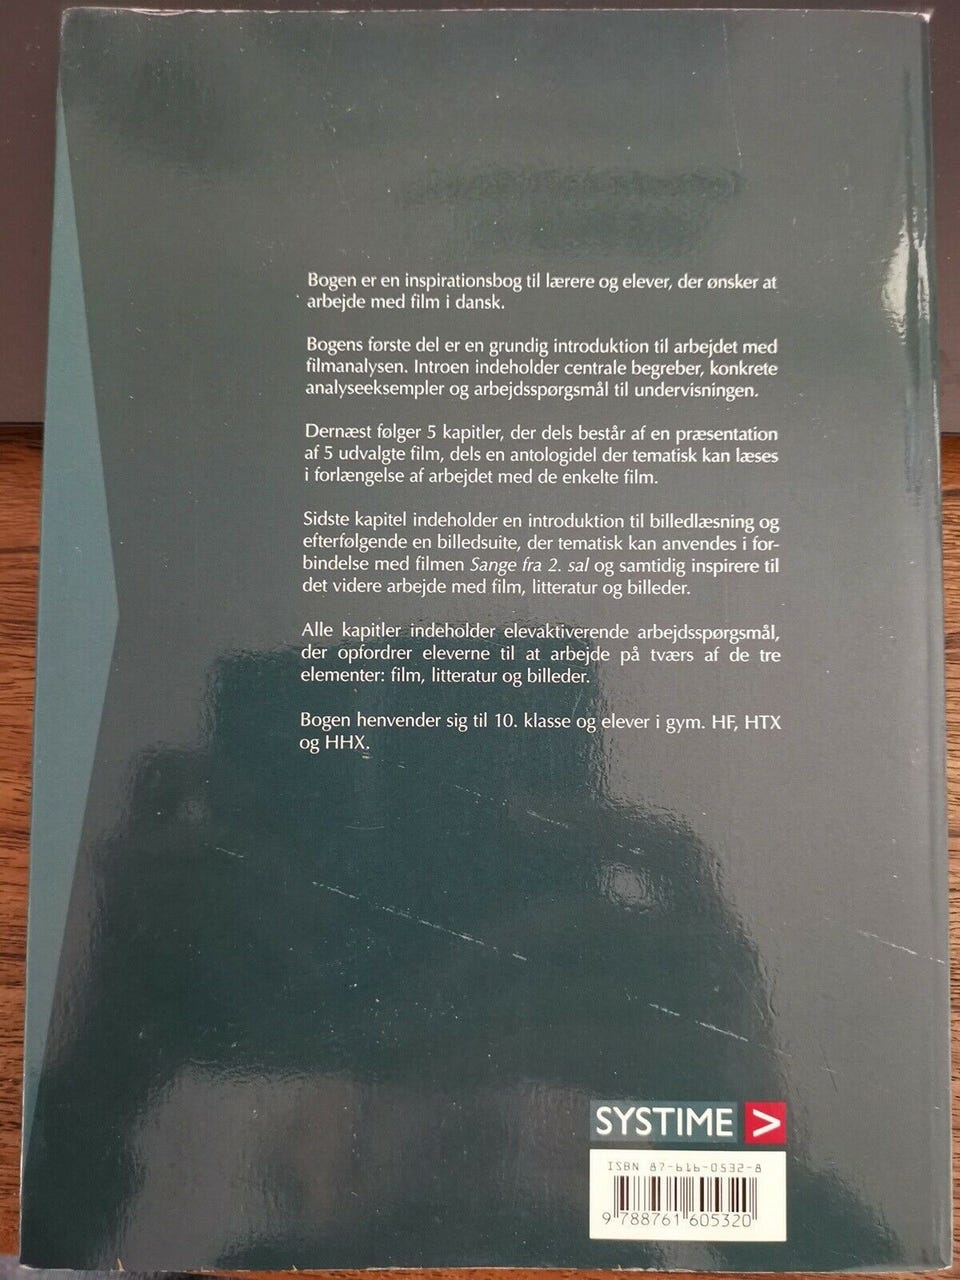 Bogen er en inspirationsbog til lærere og elever, der ønsker at
arbejde med film i dansk.
Bogens første del er en grundig introduktion til arbejdet med
filmanalysen. Introen indeholder centrale begreber, konkrete
analyseeksempler og arbejdsspørgsmål til undervisningen.
Dernæst følger 5 kapitler, der dels består af en præsentation
af 5 udvalgte film, dels en antologidel der tematisk kan læses
i forlængelse af arbejdet med de enkelte film.
Sidste kapitel indeholder en introduktion til billedlæsning og
efterfølgende en billedsuite, der tematisk kan anvendes i for-
bindelse med filmen Sange fra 2. sal og samtidig inspirere til
det videre arbejde med film, litteratur og billeder.
Alle kapitler indeholder elevaktiverende arbejdsspørgsmål,
der opfordrer eleverne til at arbejde på tværs af de tre
elementer: film, litteratur og billeder.
Bogen henvender sig til 10. klasse og elever i gym. HF, HTX
og HHX.
SYSTIME >
ISBN 87-616-0532-8
9 788761 605320